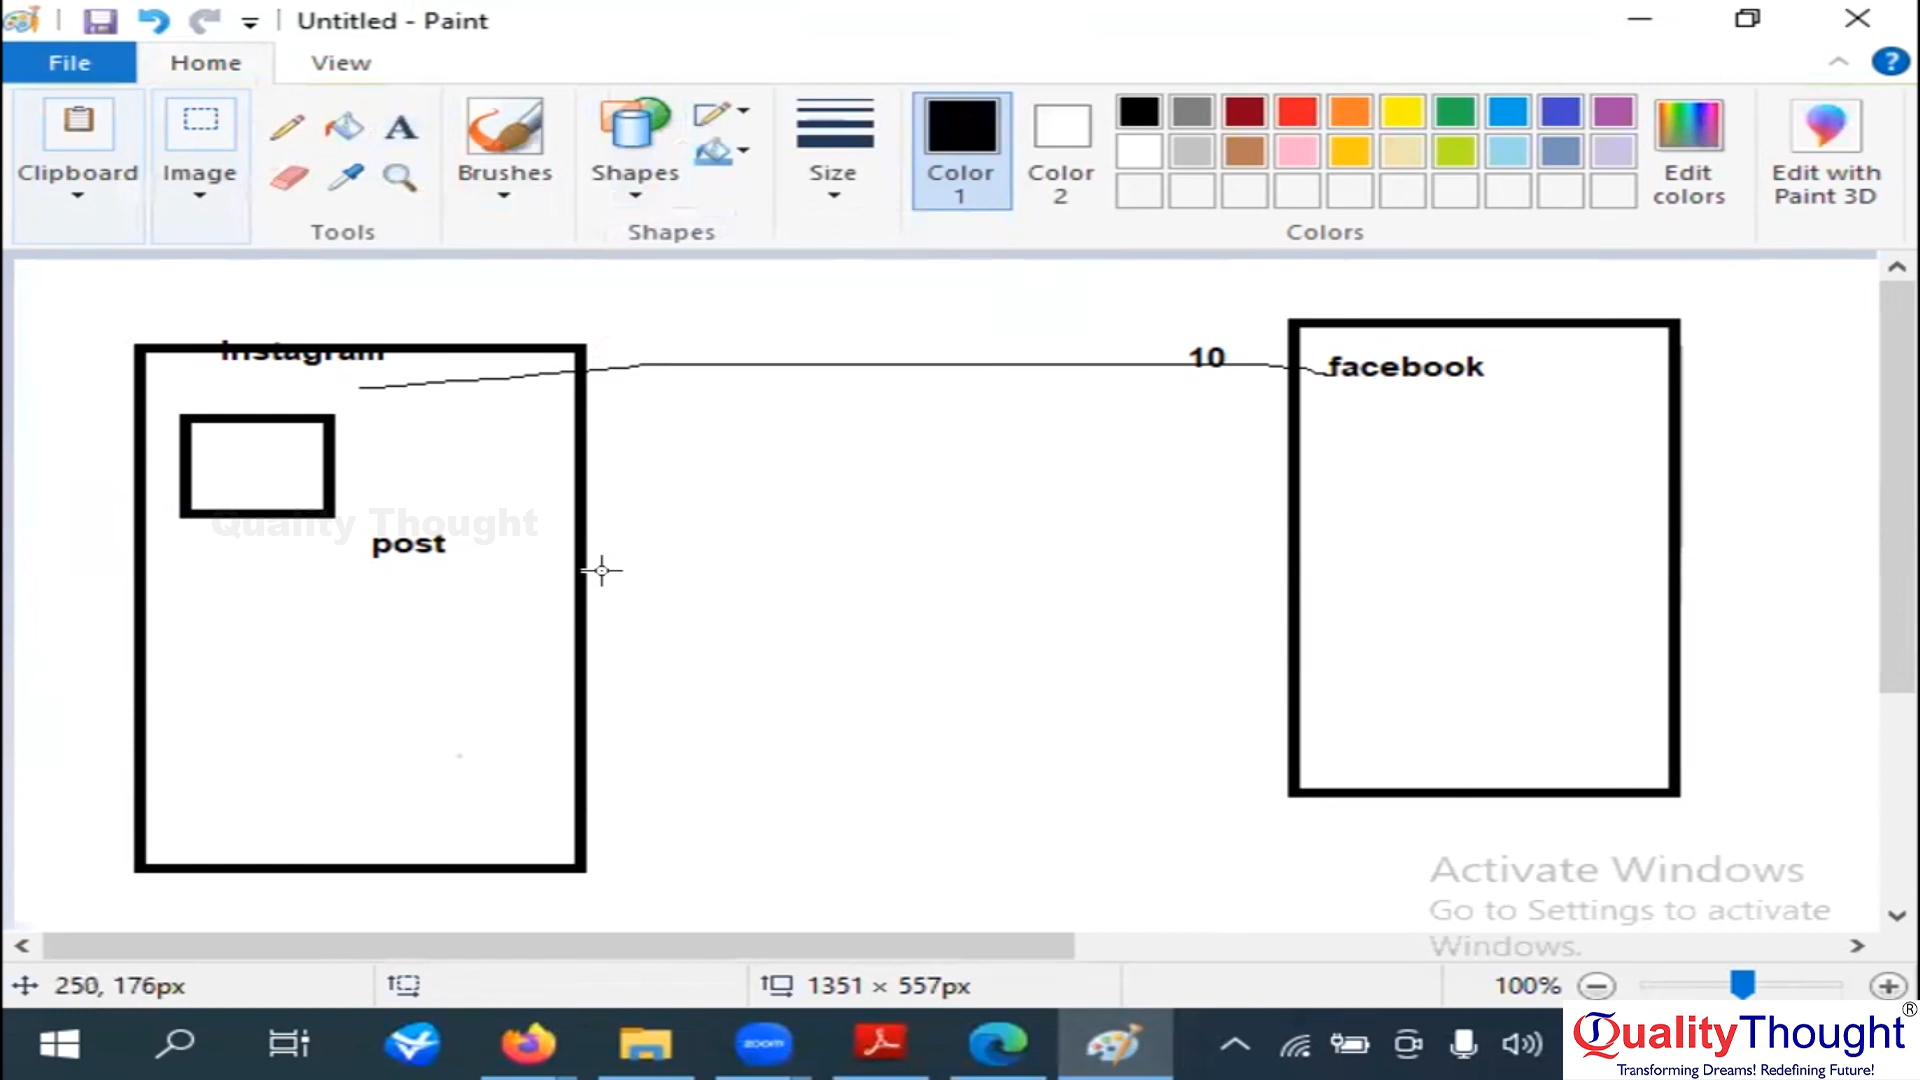 Untitled - Paint
File
Home
View
Clipboard
Image
Tools
Brushes
Shapes
Shapes
Size
Color
1
Color
2
Colors
Edit
colors
Edit with
Paint 3D
instagram
10
facebook
Quality Thought
post
Activate Windows
Go to Settings to activate
Windows.
250, 176px
1351 × 557px
100%
zoom
QualityThought®
Transforming Dreams! Redefining Future!